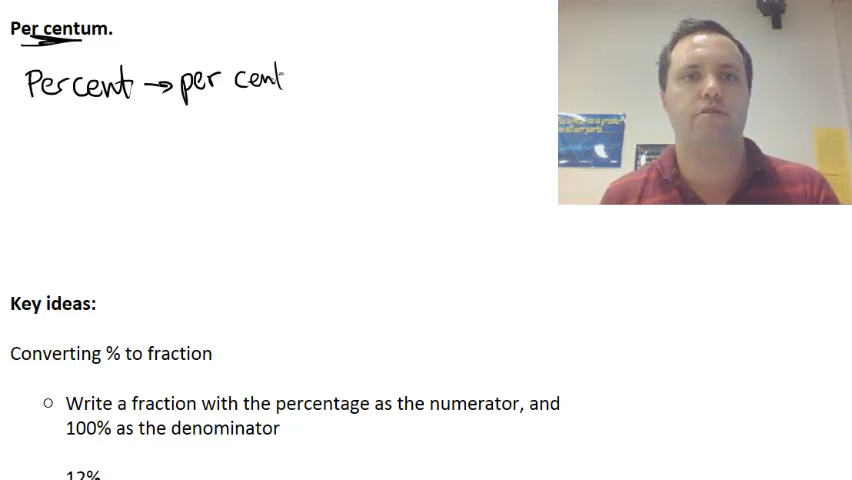 Per centum.
Percent → per cent
Key ideas:
Converting % to fraction
○ Write a fraction with the percentage as the numerator, and
100% as the denominator
12%